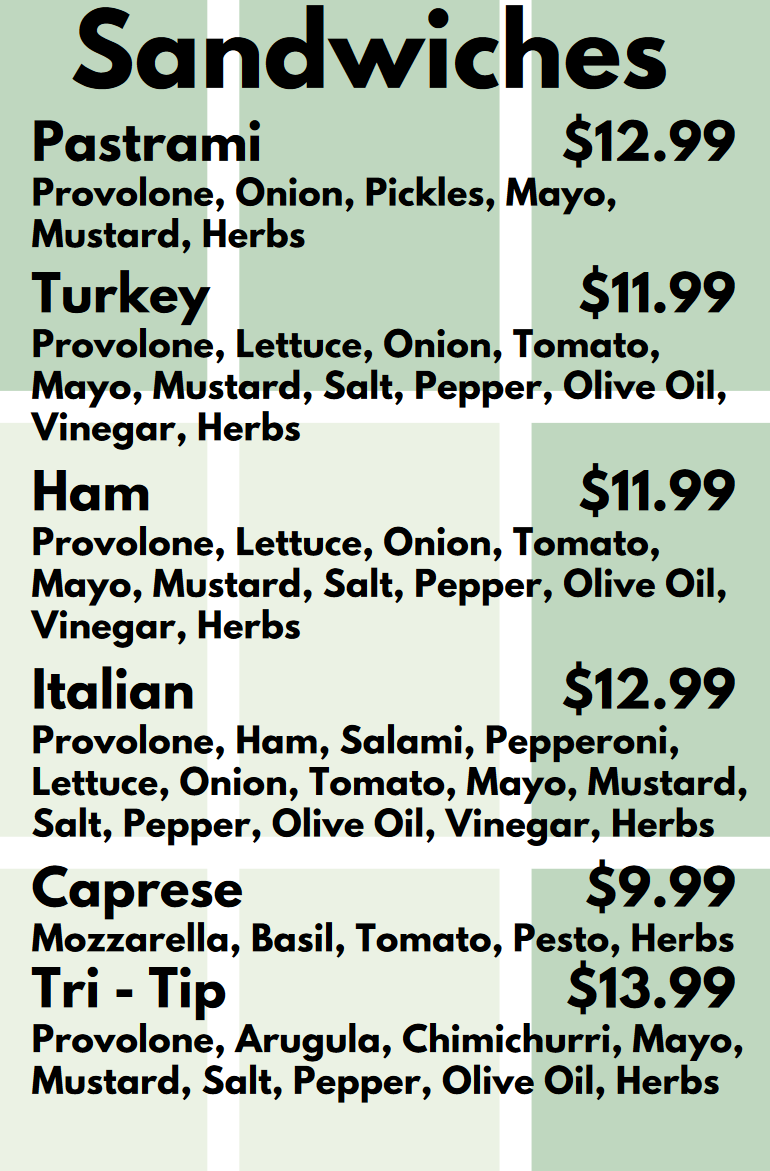 Sandwiches
Pastrami $12.99
Provolone, Onion, Pickles, Mayo,
Mustard, Herbs
Turkey $11.99
Provolone, Lettuce, Onion, Tomato,
Mayo, Mustard, Salt, Pepper, Olive Oil,
Vinegar, Herbs
Ham $11.99
Provolone, Lettuce, Onion, Tomato,
Mayo, Mustard, Salt, Pepper, Olive Oil,
Vinegar, Herbs
Italian $12.99
Provolone, Ham, Salami, Pepperoni,
Lettuce, Onion, Tomato, Mayo, Mustard,
Salt, Pepper, Olive Oil, Vinegar, Herbs
Caprese $9.99
Mozzarella, Basil, Tomato, Pesto, Herbs
Tri - Tip $13.99
Provolone, Arugula, Chimichurri, Mayo,
Mustard, Salt, Pepper, Olive Oil, Herbs